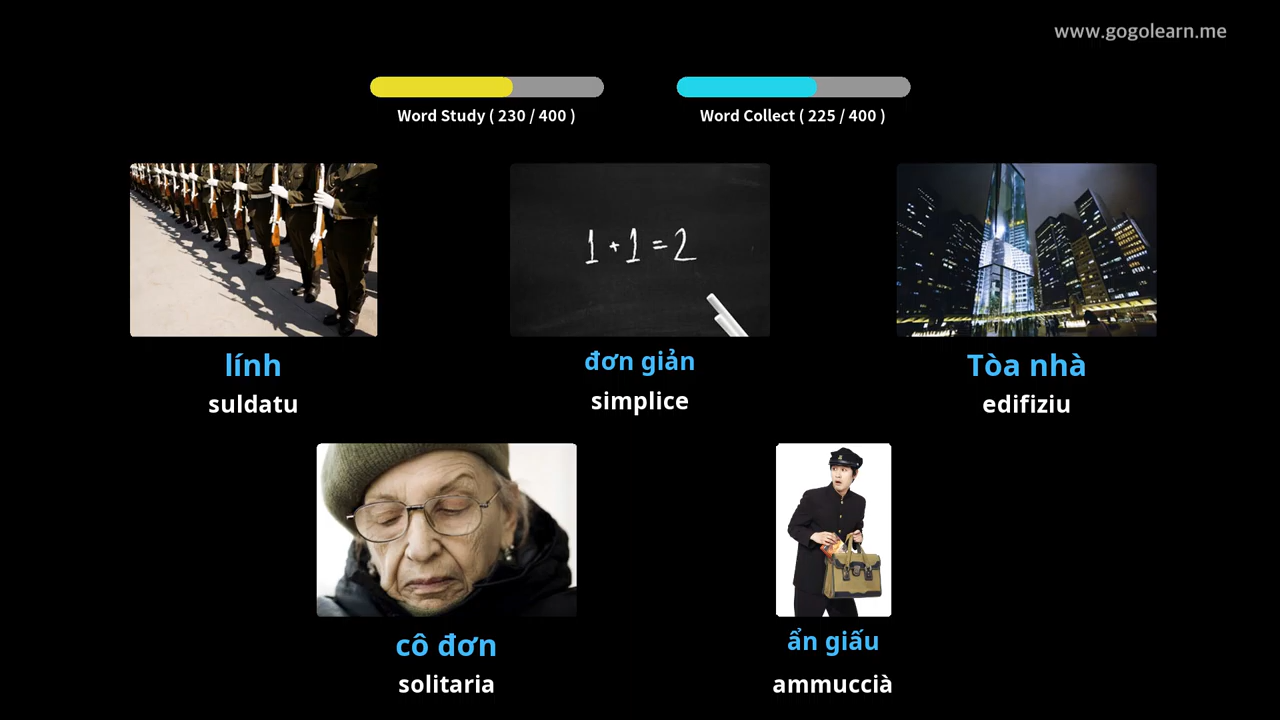 www.gogolearn.me
Word Study ( 230 / 400 )
Word Collect ( 225 / 400 )
1 + 1 = 2
lính
suldatu
đơn giản
simplice
Tòa nhà
edifiziu
cô đơn
solitaria
ẩn giấu
ammuccià